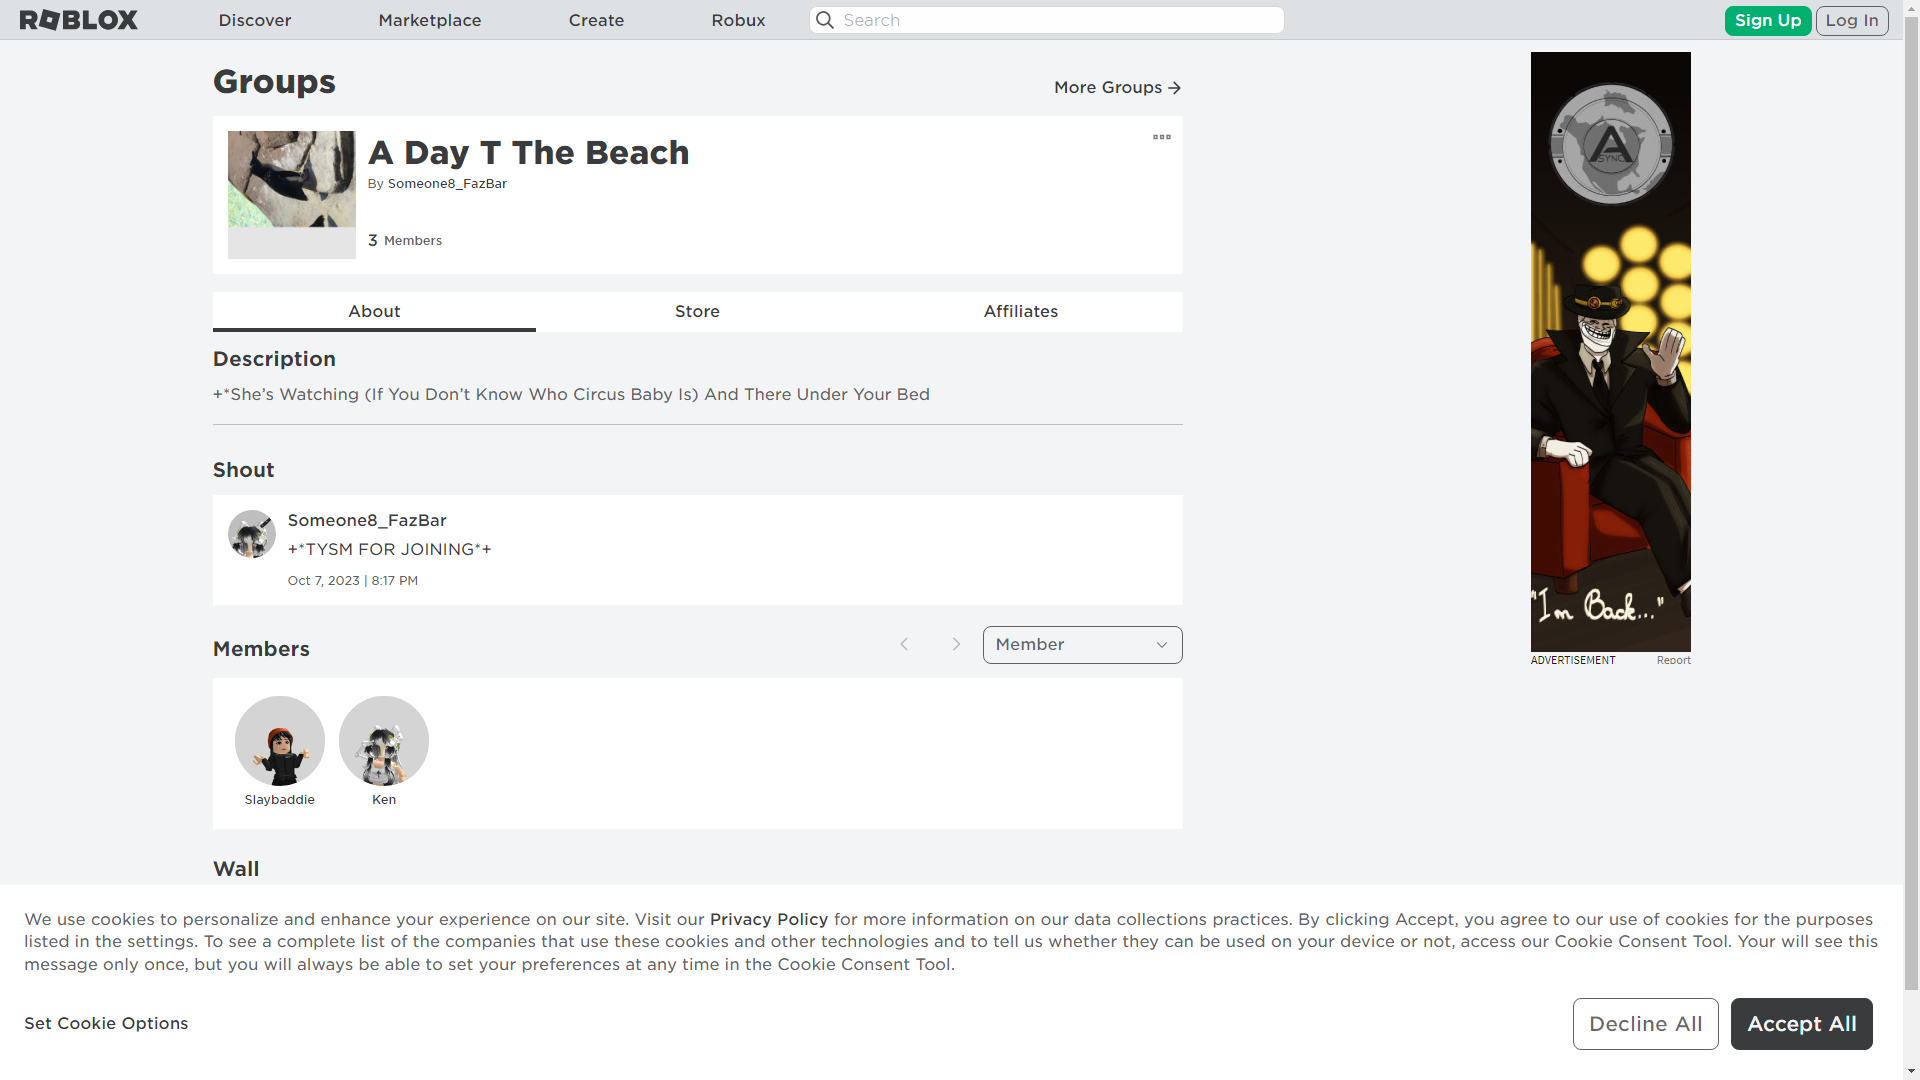 ROBLOX Discover Marketplace Create Robux Search Sign Up Log In
Groups
More Groups
A Day T The Beach
By Someone8_FazBar
3 Members
About Store Affiliates
Description
+*She’s Watching (If You Don’t Know Who Circus Baby Is) And There Under Your Bed
Shout
Someone8_FazBar
+*TYSM FOR JOINING*+
Oct 7, 2023 | 8:17 PM
Members
Member
Slaybaddie Ken
Wall
A
SYNC
"I'm Back..."
ADVERTISEMENT Report
We use cookies to personalize and enhance your experience on our site. Visit our Privacy Policy for more information on our data collections practices. By clicking Accept, you agree to our use of cookies for the purposes
listed in the settings. To see a complete list of the companies that use these cookies and other technologies and to tell us whether they can be used on your device or not, access our Cookie Consent Tool. Your will see this
message only once, but you will always be able to set your preferences at any time in the Cookie Consent Tool.
Set Cookie Options
Decline All Accept All